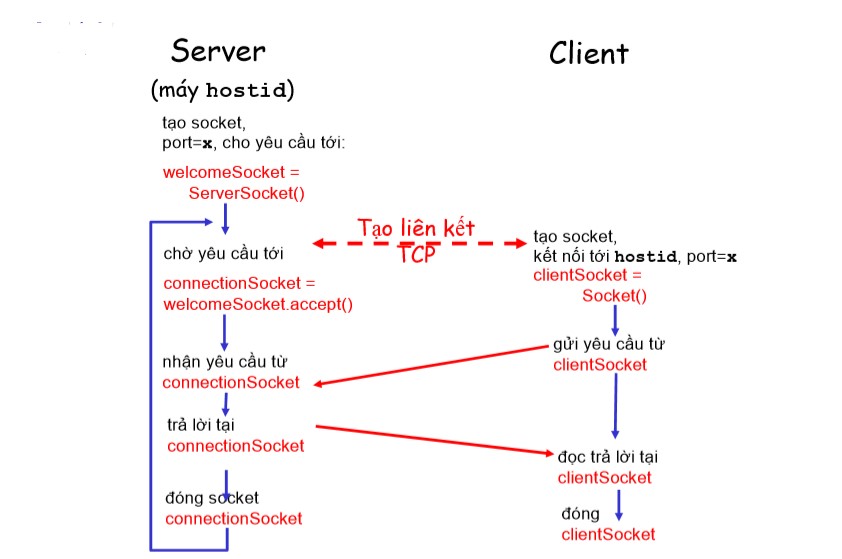 Server
(máy hostid)
tạo socket,
port=x, cho yêu cầu tới:
welcomeSocket =
ServerSocket()
chờ yêu cầu tới
connectionSocket =
welcomeSocket.accept()
nhận yêu cầu từ
connectionSocket
trả lời tại
connectionSocket
đóng socket
connectionSocket
Tạo liên kết
TCP
Client
tạo socket,
kết nối tới hostid, port=x
clientSocket =
Socket()
gửi yêu cầu từ
clientSocket
đọc trả lời tại
clientSocket
đóng
clientSocket